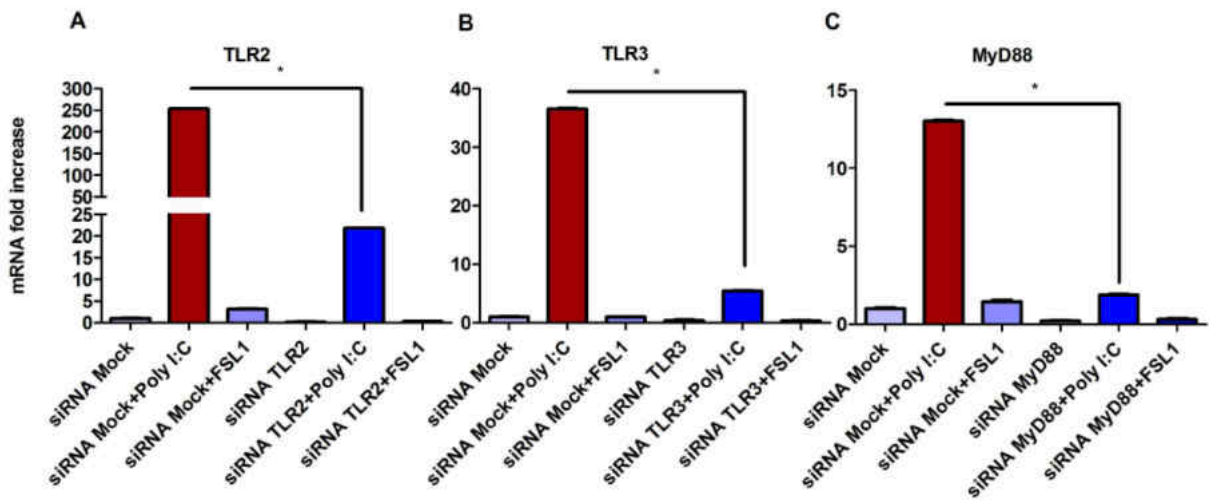 A
B
C
TLR2
TLR3
MyD88
*
*
*
mRNA fold increase
300
250
200
150
100
50
25
20
15
10
5
0
40
30
20
10
0
15
10
5
0
siRNA Mock
siRNA Mock+Poly I:C
siRNA Mock+FSL1
siRNA TLR2
siRNA TLR2+Poly I:C
siRNA TLR2+FSL1
siRNA Mock
siRNA Mock+Poly I:C
siRNA Mock+FSL1
siRNA TLR3
siRNA TLR3+Poly I:C
siRNA TLR3+FSL1
siRNA Mock
siRNA Mock+Poly I:C
siRNA Mock+FSL1
siRNA MyD88
siRNA MyD88+Poly I:C
siRNA MyD88+FSL1